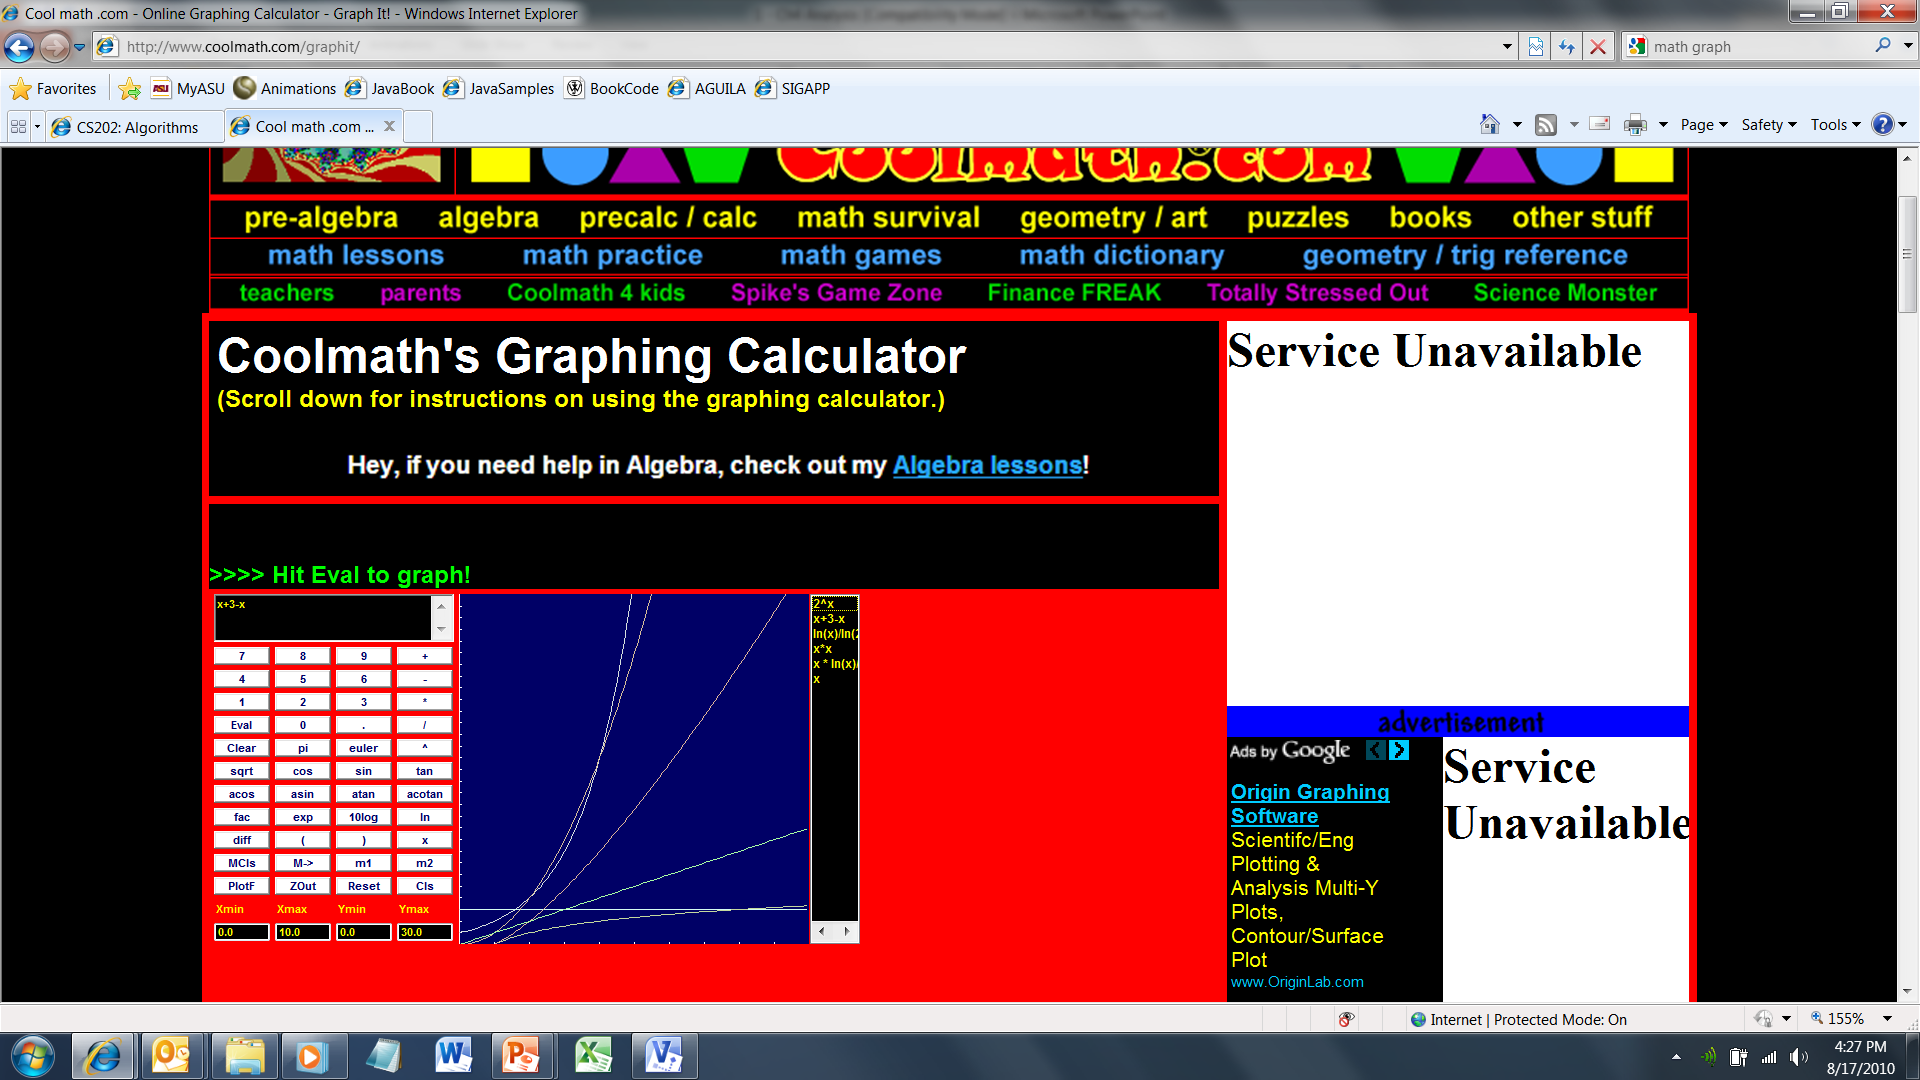 Cool math .com - Online Graphing Calculator - Graph It! - Windows Internet Explorer
http://www.coolmath.com/graphit/
math graph
Favorites MyASU Animations JavaBook JavaSamples BookCode AGUILA SIGAPP
CS202: Algorithms Cool math .com ... Page Safety Tools
Coolmath.com
pre-algebra algebra precalc / calc math survival geometry / art puzzles books other stuff
math lessons math practice math games math dictionary geometry / trig reference
teachers parents Coolmath 4 kids Spike's Game Zone Finance FREAK Totally Stressed Out Science Monster
Coolmath's Graphing Calculator
(Scroll down for instructions on using the graphing calculator.)
Hey, if you need help in Algebra, check out my Algebra lessons!
>>>> Hit Eval to graph!
x+3-x
7 8 9 +
4 5 6 -
1 2 3 *
Eval 0 . /
Clear pi euler ^
sqrt cos sin tan
acos asin atan acotan
fac exp 10log ln
diff ( ) x
MCls M-> m1 m2
PlotF ZOut Reset Cls
Xmin Xmax Ymin Ymax
0.0 10.0 0.0 30.0
2^x
x+3-x
ln(x)/ln(2
x*x
x * ln(x)/
x
Service Unavailable
advertisement
Ads by Google
Origin Graphing
Software
Scientifc/Eng
Plotting &
Analysis Multi-Y
Plots,
Contour/Surface
Plot
www.OriginLab.com
Service
Unavailable
Internet | Protected Mode: On
155%
4:27 PM
8/17/2010